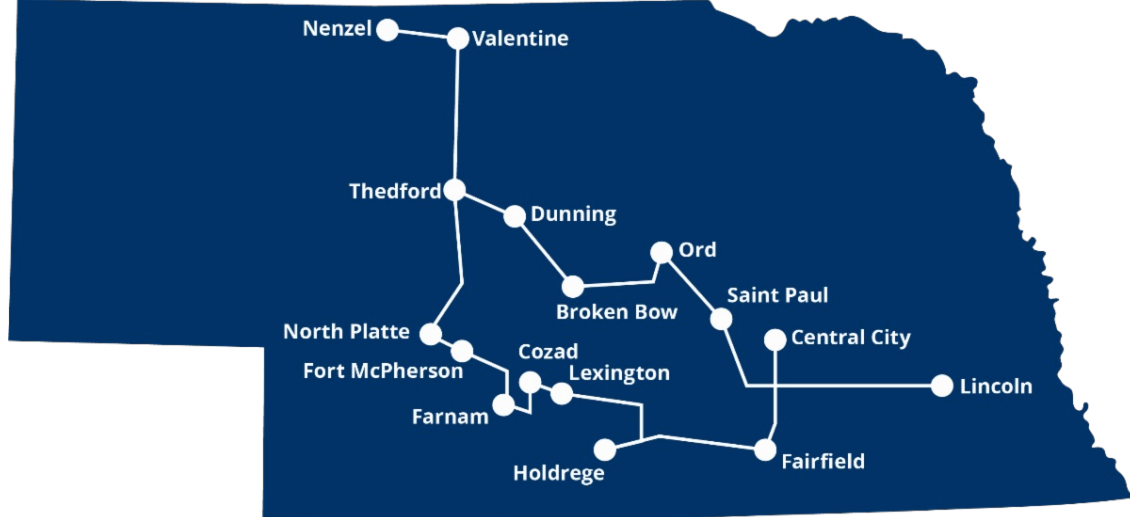 Nenzel
Valentine
Thedford
Dunning
Ord
Broken Bow
Saint Paul
North Platte
Central City
Cozad
Fort McPherson
Lexington
Lincoln
Farnam
Holdrege
Fairfield